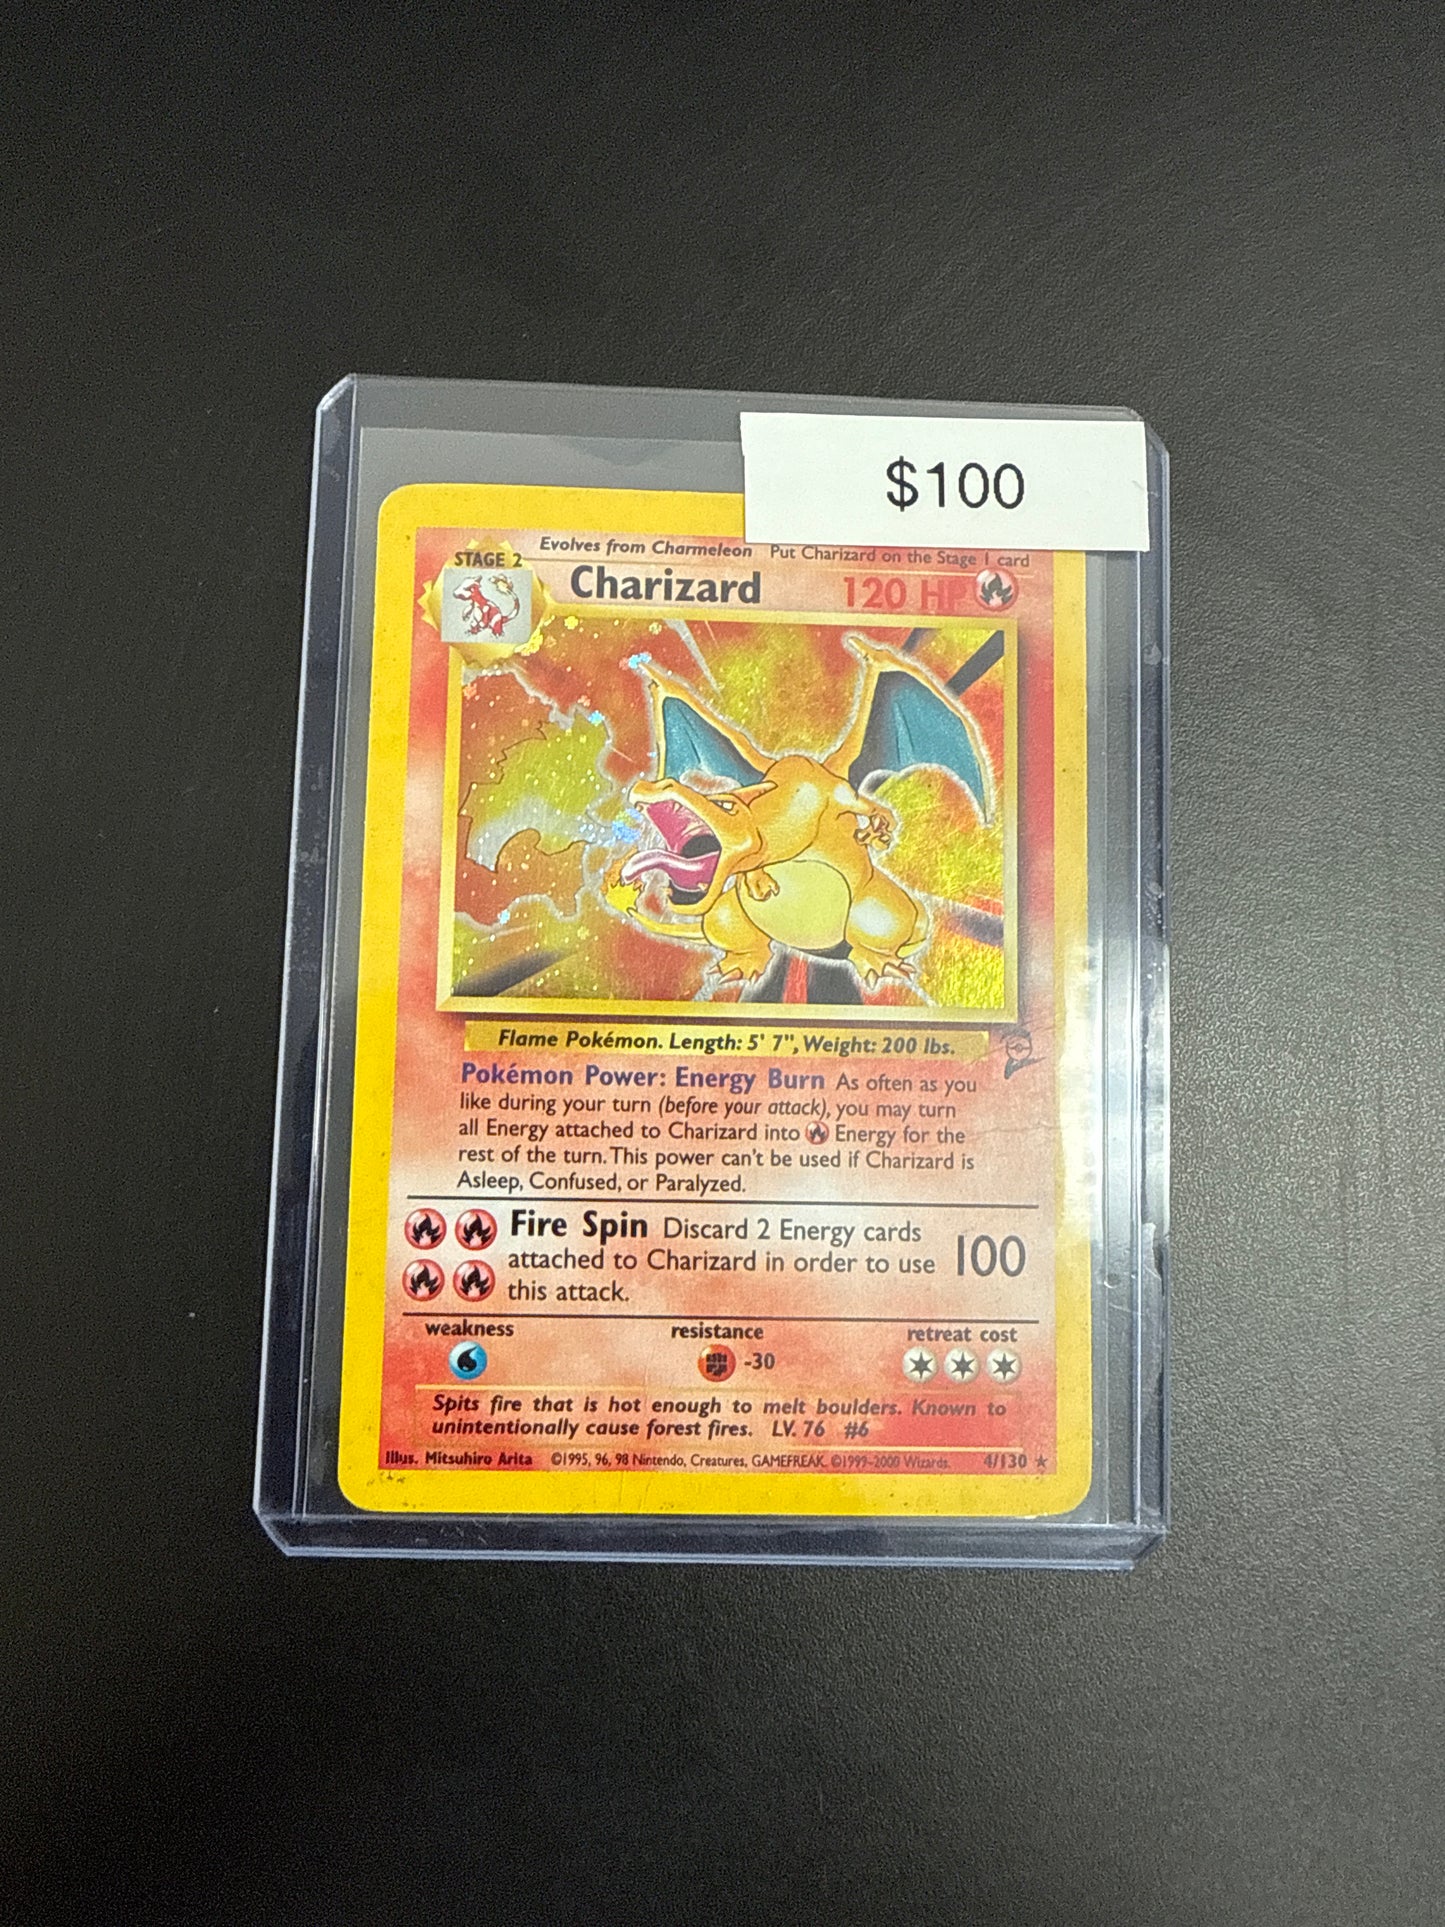 $100
Evolves from Charmeleon Put Charizard on the Stage 1 card
STAGE 2
Charizard 120 HP
Flame Pokémon. Length: 5' 7", Weight: 200 lbs.
Pokémon Power: Energy Burn As often as you
like during your turn (before your attack), you may turn
all Energy attached to Charizard into Energy for the
rest of the turn. This power can't be used if Charizard is
Asleep, Confused, or Paralyzed.
Fire Spin Discard 2 Energy cards
attached to Charizard in order to use 100
this attack.
weakness resistance retreat cost
-30
Spits fire that is hot enough to melt boulders. Known to
unintentionally cause forest fires. LV. 76 #6
Illus. Mitsuhiro Arita ©1995, 96, 98 Nintendo, Creatures, GAMEFREAK. ©1999-2000 Wizards. 4/130 ★